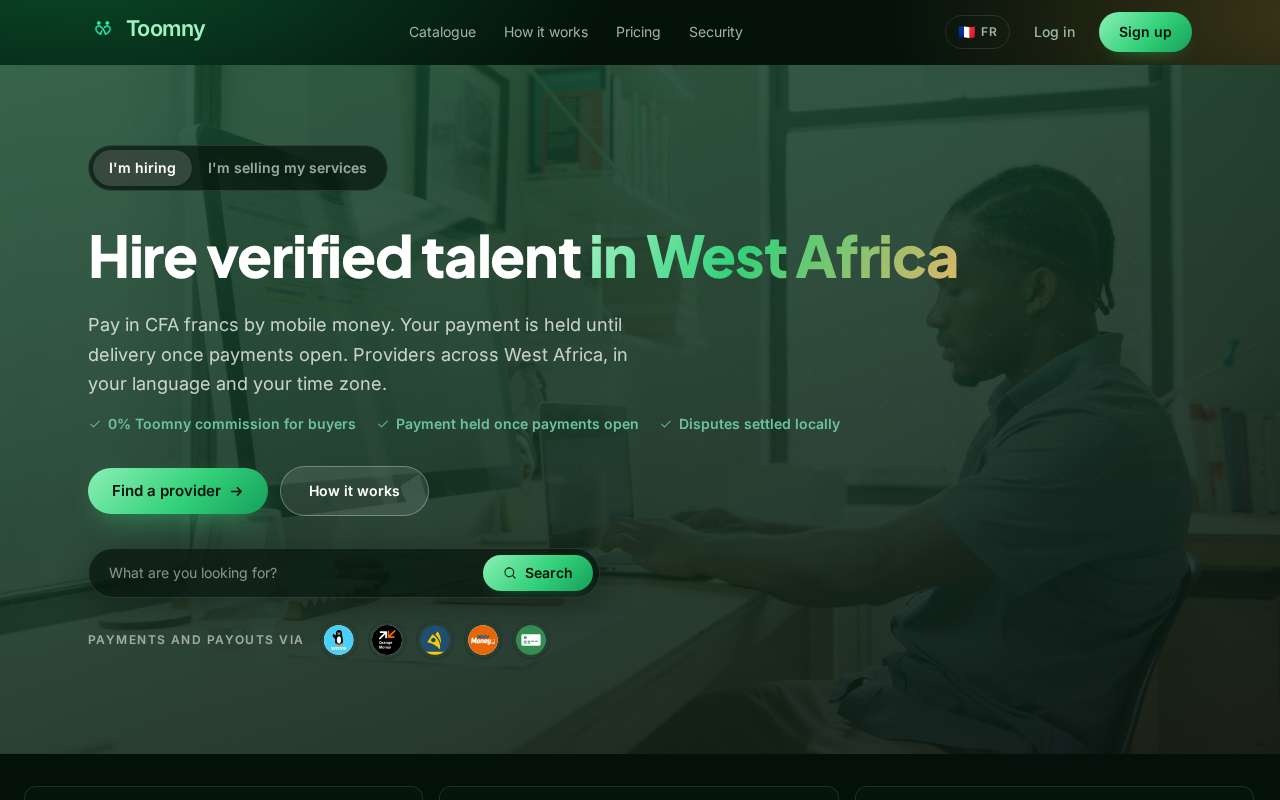 Toomny
Catalogue
How it works
Pricing
Security
FR
Log in
Sign up
I'm hiring
I'm selling my services
Hire verified talent in West Africa
Pay in CFA francs by mobile money. Your payment is held until
delivery once payments open. Providers across West Africa, in
your language and your time zone.
0% Toomny commission for buyers
Payment held once payments open
Disputes settled locally
Find a provider
How it works
What are you looking for?
Search
PAYMENTS AND PAYOUTS VIA
Orange
Money
Money